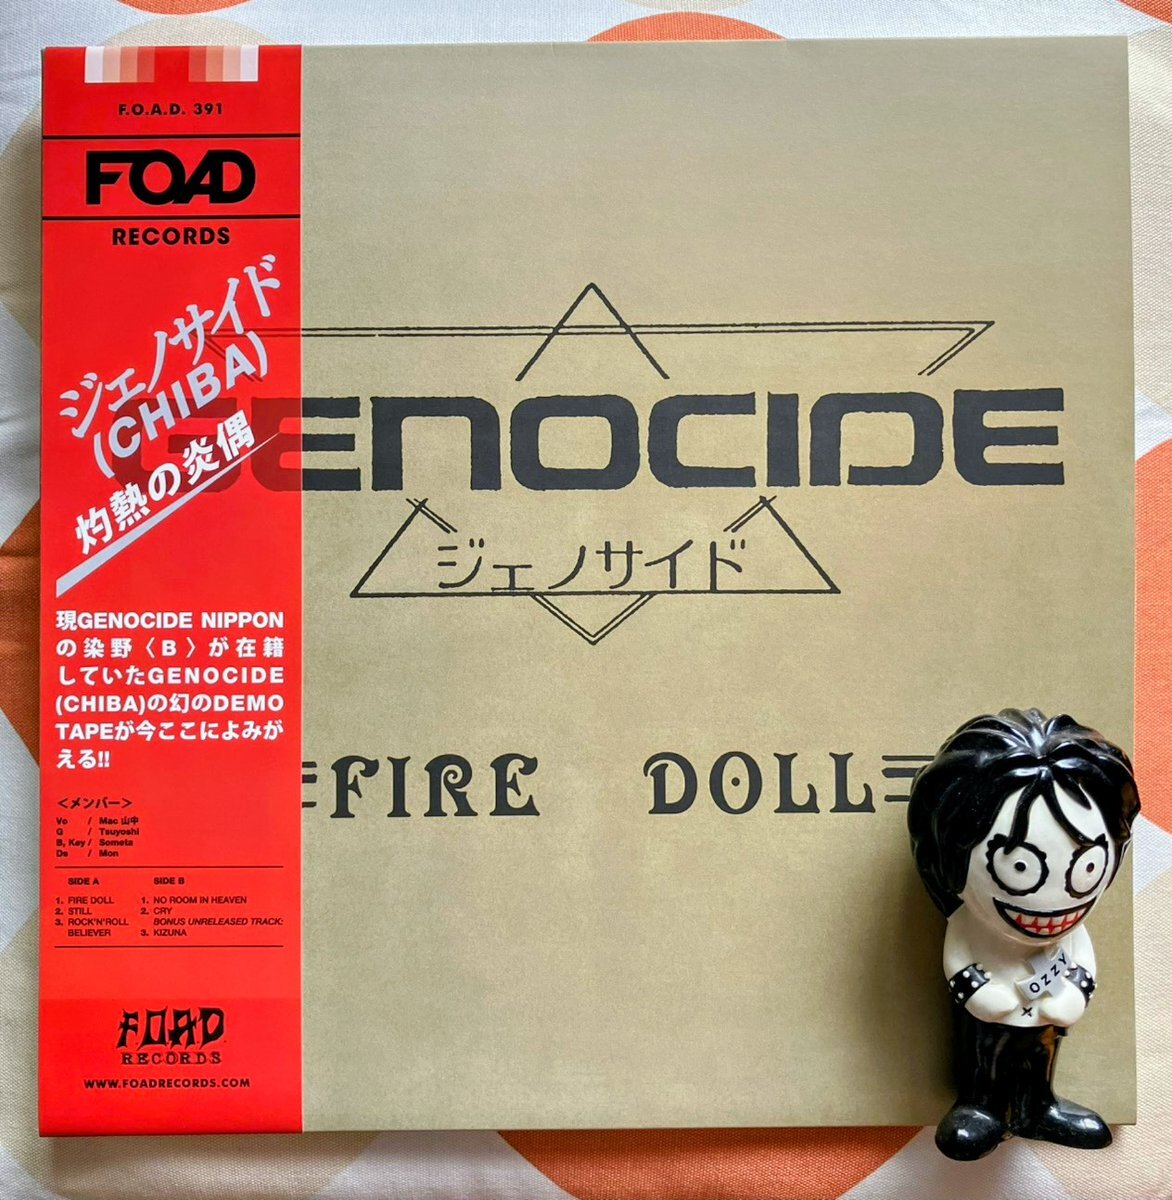 F.O.A.D. 391
FOAD
RECORDS
ジェノサイド
(CHIBA)
灼熱の炎偶
現GENOCIDE NIPPON
の染野〈B〉が在籍
していたGENOCIDE
(CHIBA)の幻のDEMO
TAPEが今ここによみが
える!!
<メンバー>
Vo / Mac 山中
G / Tsuyoshi
B, Key / Someta
Ds / Mon
SIDE A
1. FIRE DOLL
2. STILL
3. ROCK'N'ROLL
BELIEVER
SIDE B
1. NO ROOM IN HEAVEN
2. CRY
BONUS UNRELEASED TRACK:
3. KIZUNA
FOAD
RECORDS
WWW.FOADRECORDS.COM
GENOCIDE
ジェノサイド
FIRE DOLL
OZZY